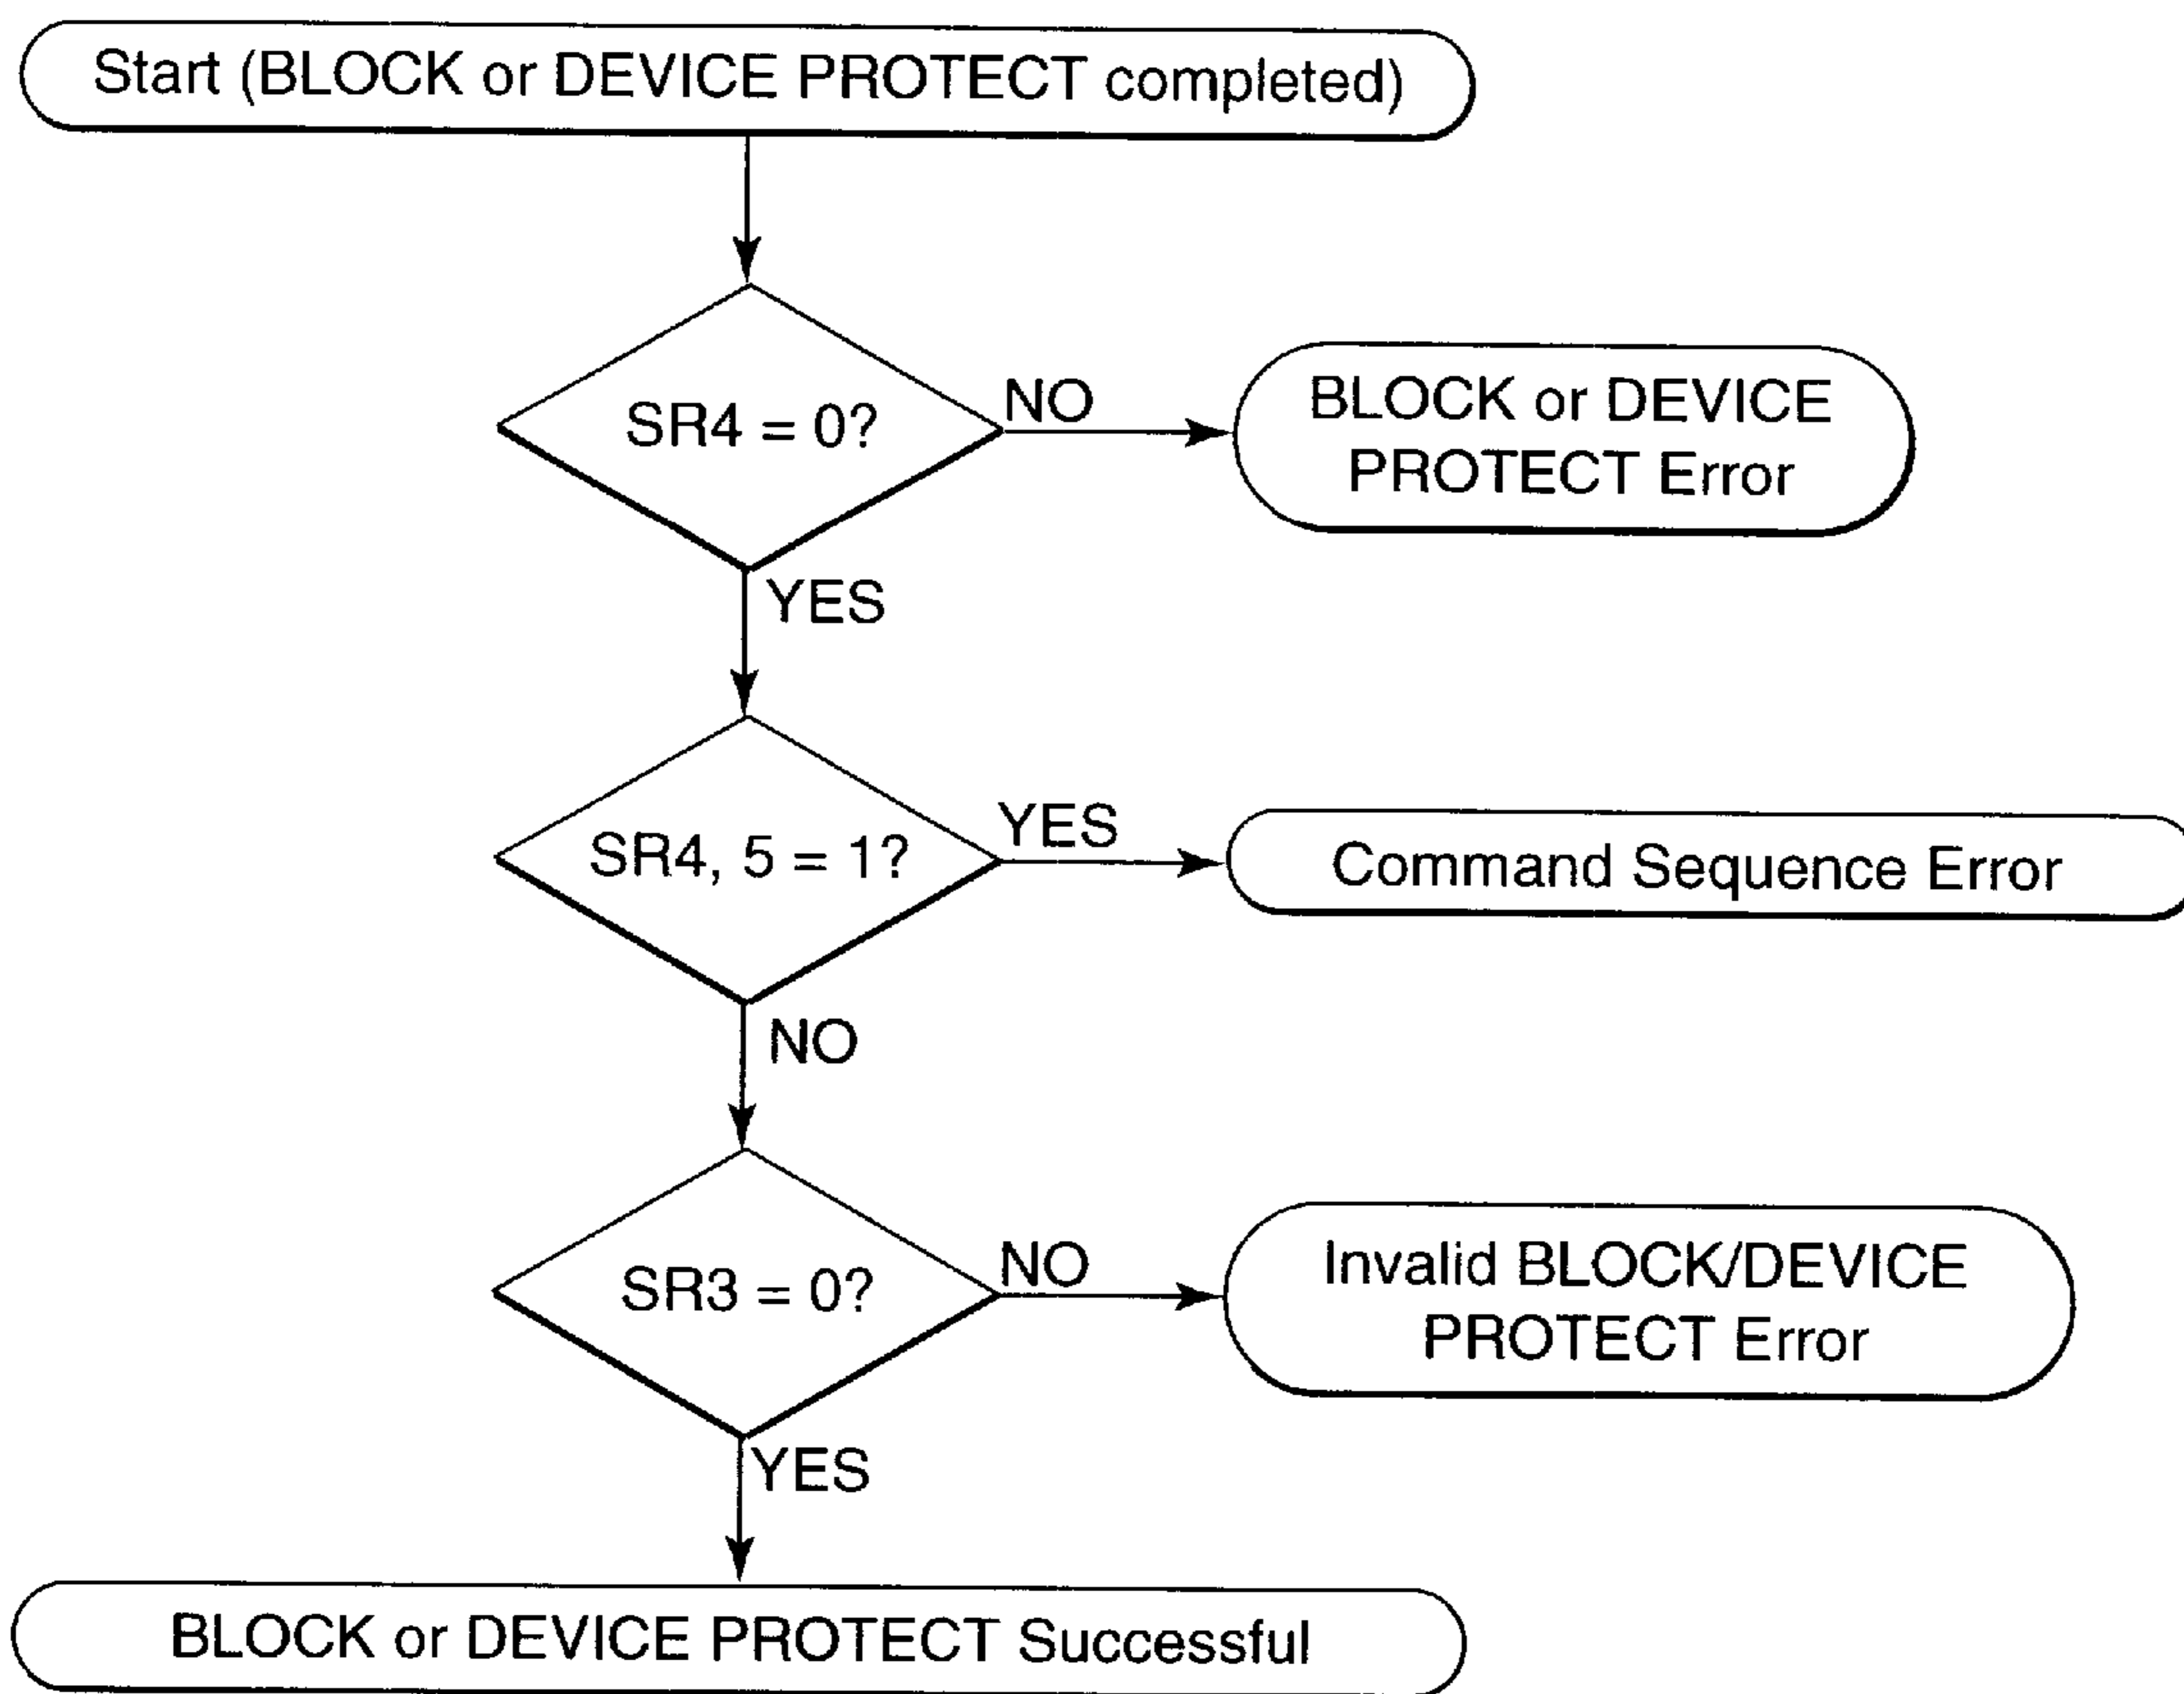 Start (BLOCK or DEVICE PROTECT completed)
SR4 = 0?
NO
BLOCK or DEVICE
PROTECT Error
YES
SR4, 5 = 1?
YES
Command Sequence Error
NO
SR3 = 0?
NO
Invalid BLOCK/DEVICE
PROTECT Error
YES
BLOCK or DEVICE PROTECT Successful